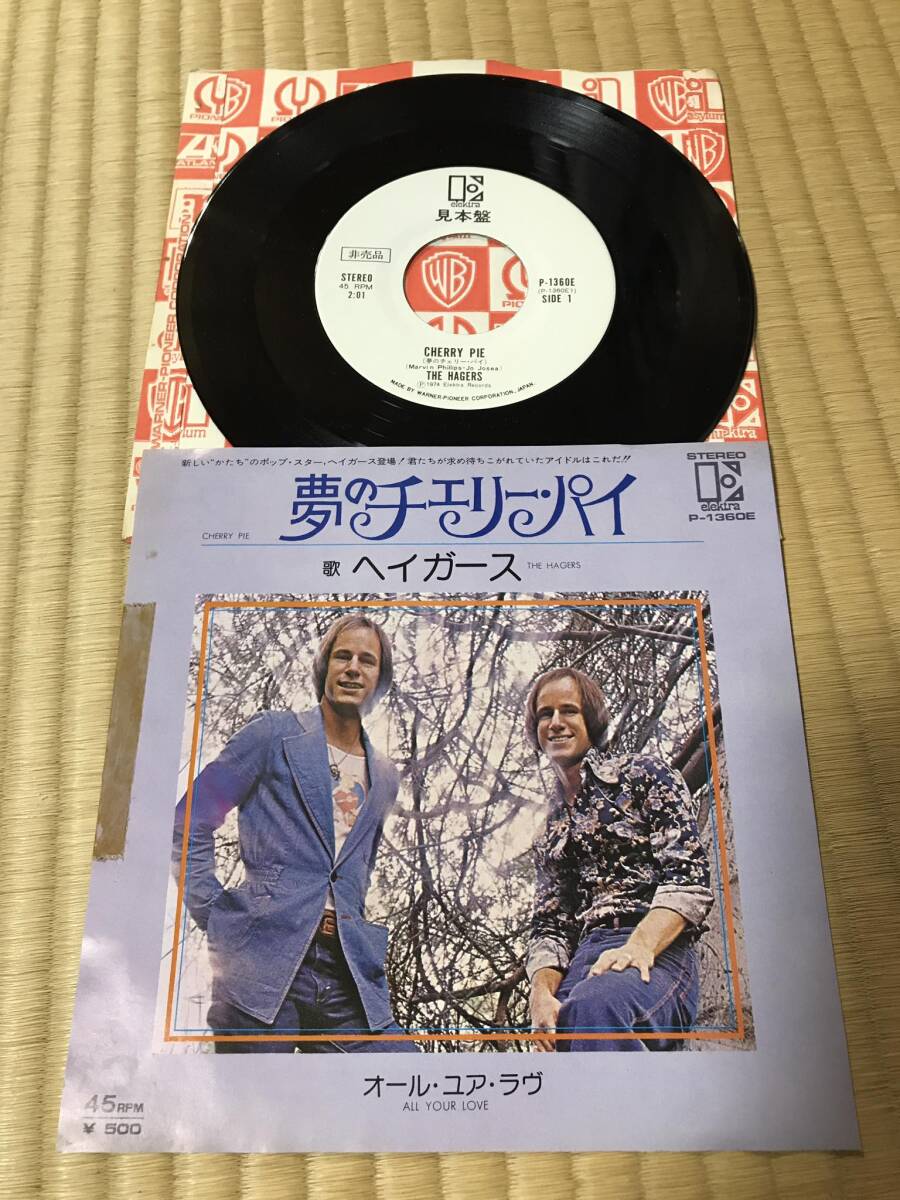 elektra
見本盤
非売品
STEREO
45 RPM
2:01
P-1360E
(P-1360E1)
SIDE 1
CHERRY PIE
(夢のチェリー・パイ)
(Marvin Phillips-Jo Josea)
THE HAGERS
Ⓟ1974 Elektra Records
MADE BY WARNER-PIONEER CORPORATION, JAPAN.
WARNER-PIONEER CORPORATION
新しい"かたち"のポップ・スター,ヘイガース登場!君たちが求め待ちこがれていたアイドルはこれだ!!
夢のチェリー・パイ
CHERRY PIE
歌 ヘイガース THE HAGERS
STEREO
elektra
P-1360E
オール・ユア・ラヴ
ALL YOUR LOVE
45RPM
¥ 500